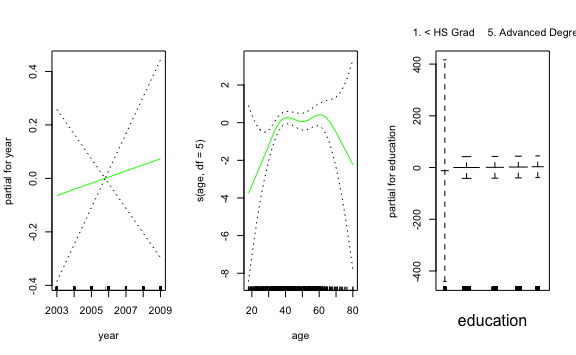 1. < HS Grad 5. Advanced Degre
partial for year
0.4
0.2
0.0
-0.2
-0.4
2003 2005 2007 2009
year
s(age, df = 5)
2
0
-2
-4
-6
-8
20 40 60 80
age
partial for education
400
200
0
-200
-400
education